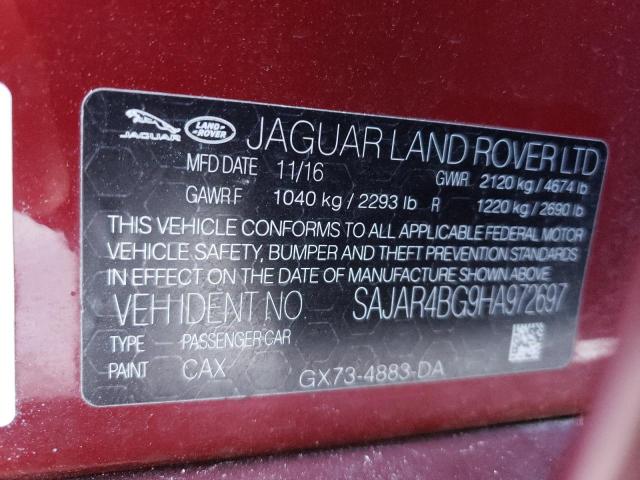 JAGUAR LAND-ROVER JAGUAR LAND ROVER LTD
MFD DATE 11/16 GVWR 2120 kg / 4674 lb
GAWR F 1040 kg / 2293 lb R 1220 kg / 2690 lb
THIS VEHICLE CONFORMS TO ALL APPLICABLE FEDERAL MOTOR
VEHICLE SAFETY, BUMPER AND THEFT PREVENTION STANDARDS
IN EFFECT ON THE DATE OF MANUFACTURE SHOWN ABOVE.
VEH IDENT NO SAJAR4BG9HA972697
TYPE PASSENGER CAR
PAINT CAX GX73-4883-DA